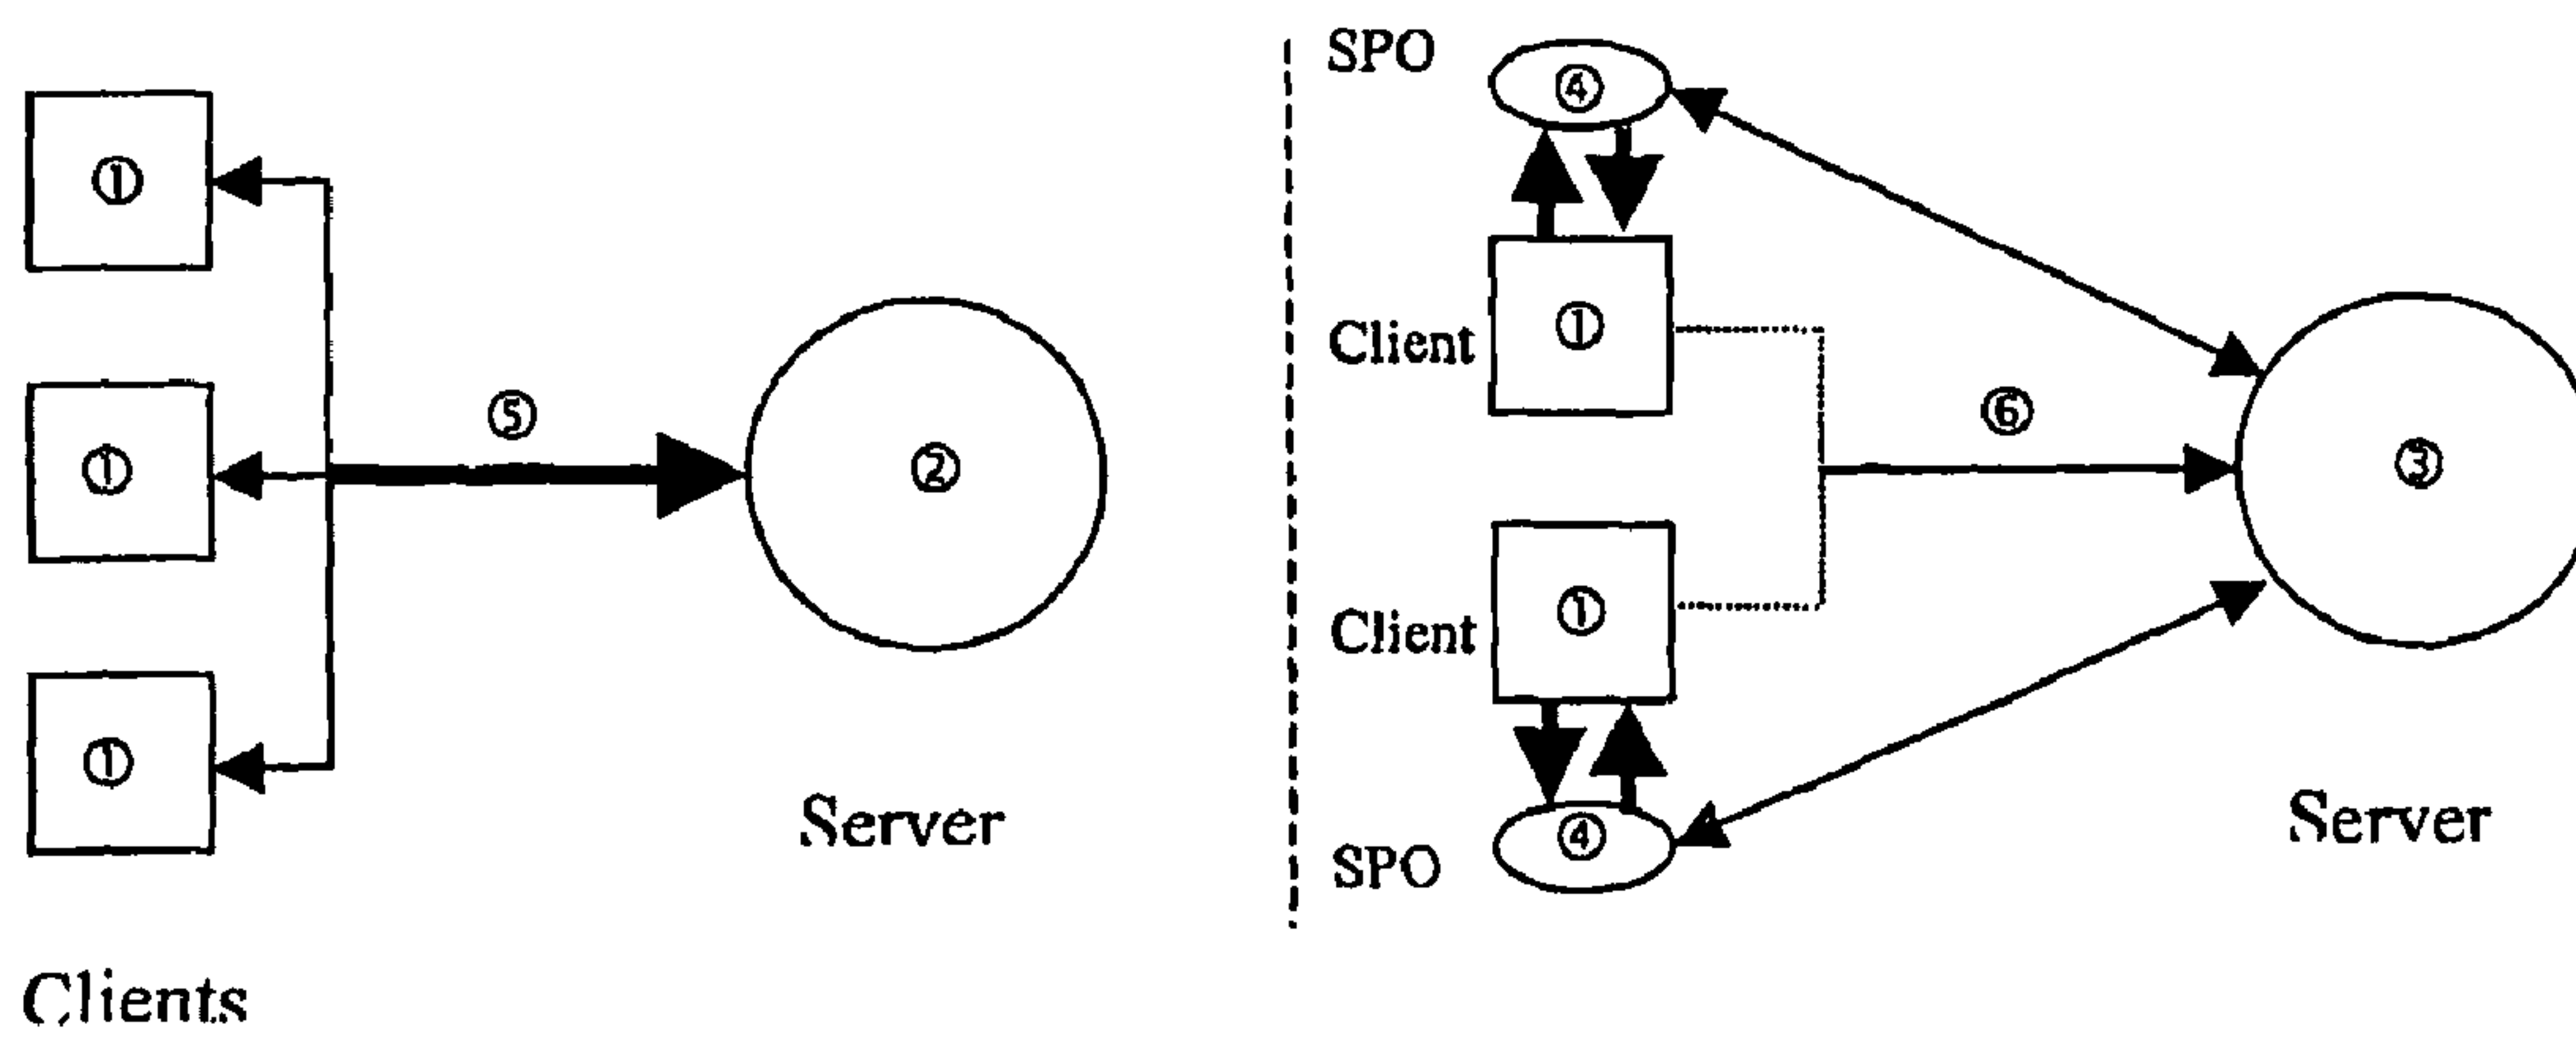 ①
①
①
⑤
②
Server
Clients
SPO
④
Client
①
⑥
③
Client
①
SPO
④
Server